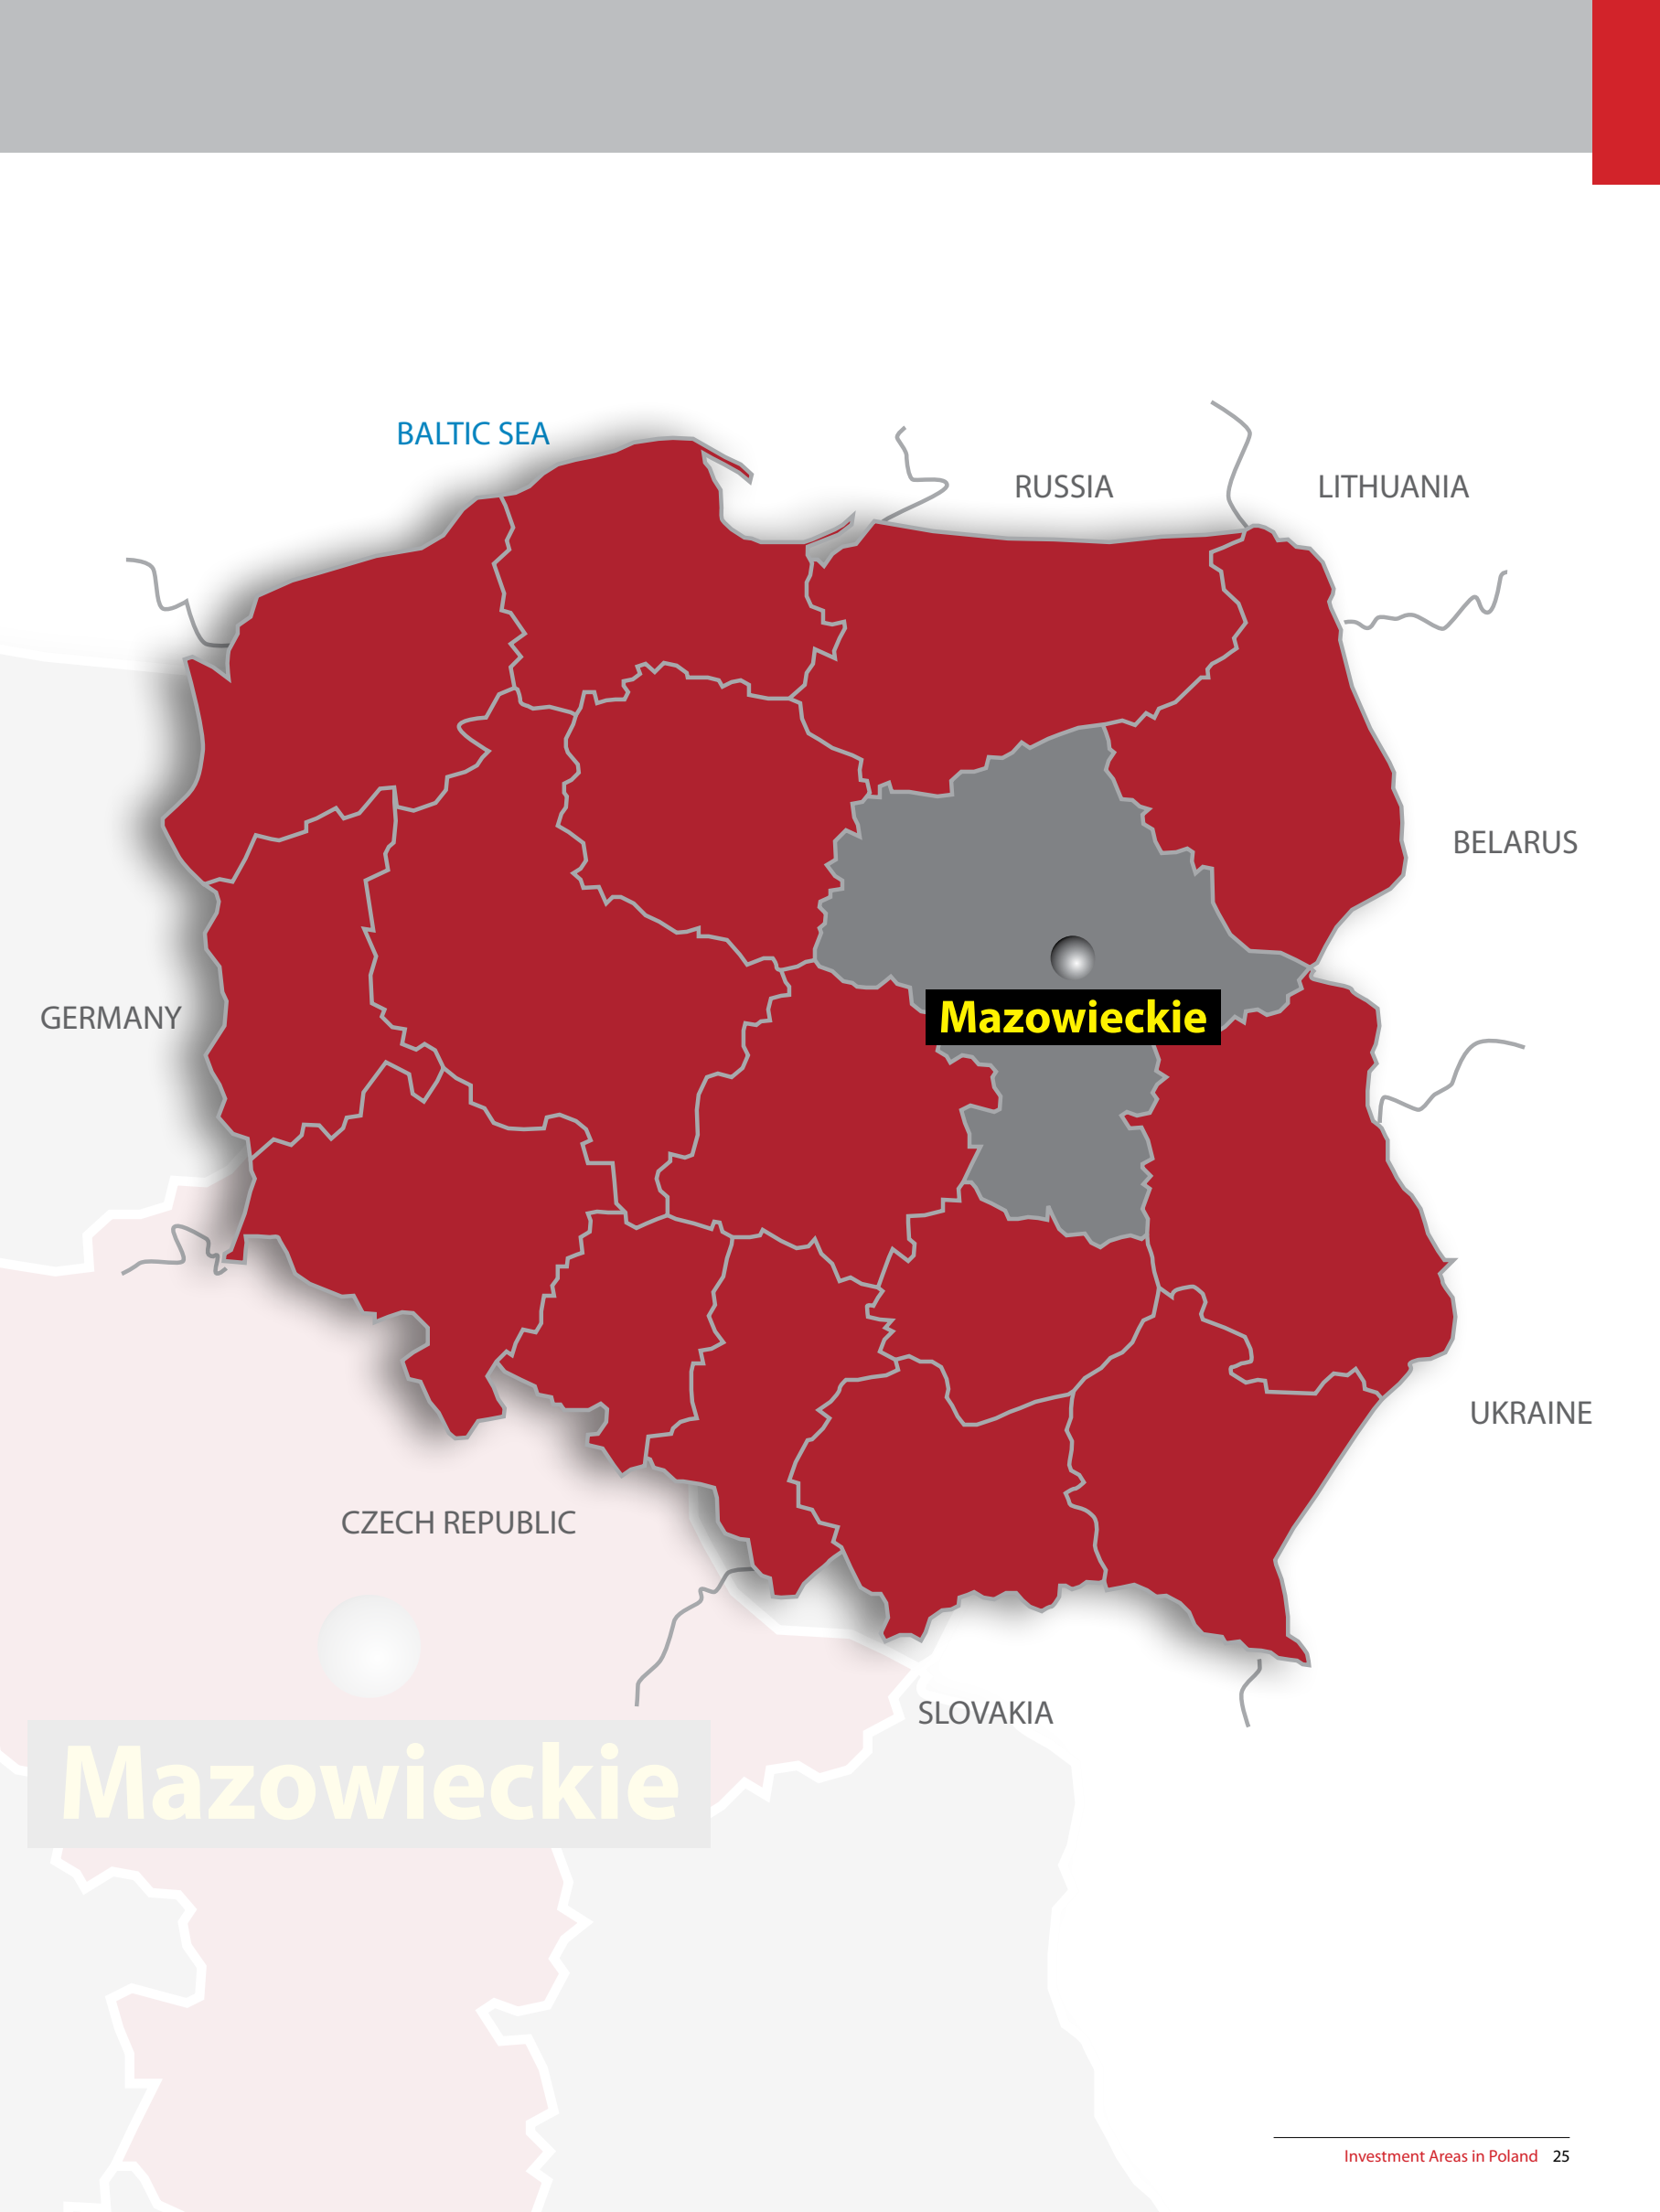 BALTIC SEA
RUSSIA
LITHUANIA
BELARUS
GERMANY
Mazowieckie
UKRAINE
CZECH REPUBLIC
SLOVAKIA
Mazowieckie
Investment Areas in Poland 25